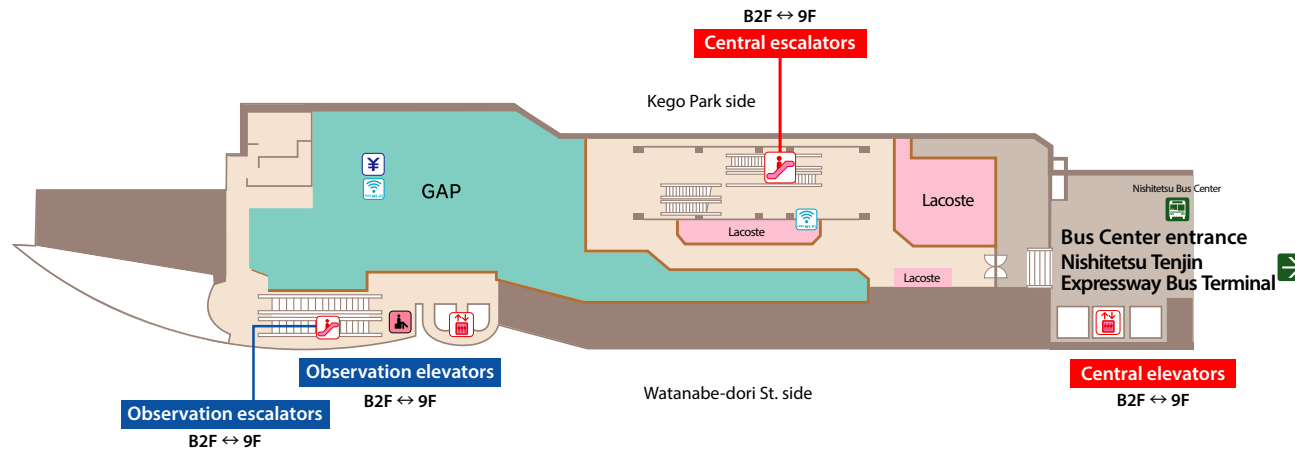 B2F ↔ 9F
Central escalators
Kego Park side
¥
GAP
Lacoste
Lacoste
Lacoste
Nishitetsu Bus Center
Bus Center entrance
Nishitetsu Tenjin
Expressway Bus Terminal
Observation elevators
B2F ↔ 9F
Observation escalators
B2F ↔ 9F
Watanabe-dori St. side
Central elevators
B2F ↔ 9F